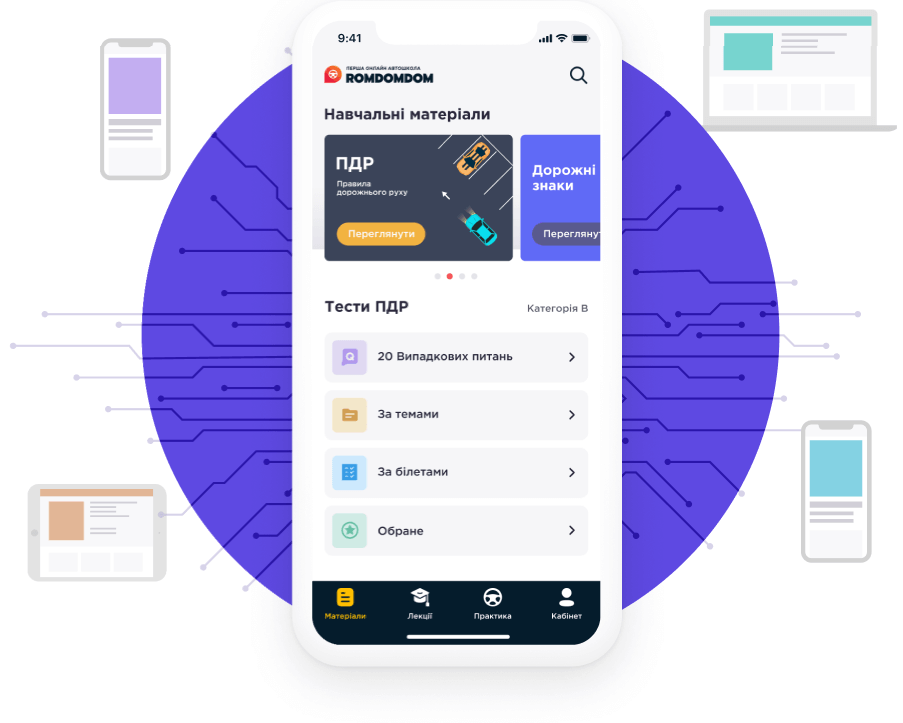 9:41
ПЕРША ОНЛАЙН АВТОШКОЛА
ROMDOMDOM
Навчальні матеріали
ПДР
Правила
дорожнього руху
Переглянути
Дорожні
знаки
Перегляну
Тести ПДР
Категорія В
20 Випадкових питань
За темами
За білетами
Обране
Матеріали
Лекції
Практика
Кабінет